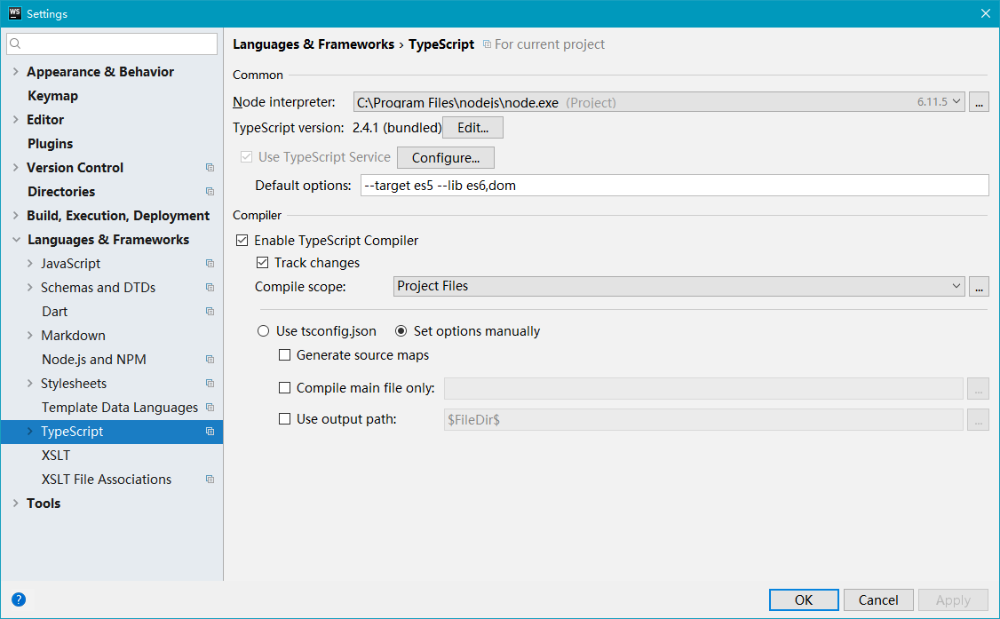 WS Settings
Appearance & Behavior
Keymap
Editor
Plugins
Version Control
Directories
Build, Execution, Deployment
Languages & Frameworks
JavaScript
Schemas and DTDs
Dart
Markdown
Node.js and NPM
Stylesheets
Template Data Languages
TypeScript
XSLT
XSLT File Associations
Tools
?
Languages & Frameworks › TypeScript For current project
Common
Node interpreter: C:\Program Files\nodejs\node.exe (Project) 6.11.5 ...
TypeScript version: 2.4.1 (bundled) Edit...
Use TypeScript Service Configure...
Default options: --target es5 --lib es6,dom
Compiler
Enable TypeScript Compiler
Track changes
Compile scope: Project Files ...
Use tsconfig.json Set options manually
Generate source maps
Compile main file only: ...
Use output path: $FileDir$ ...
OK Cancel Apply